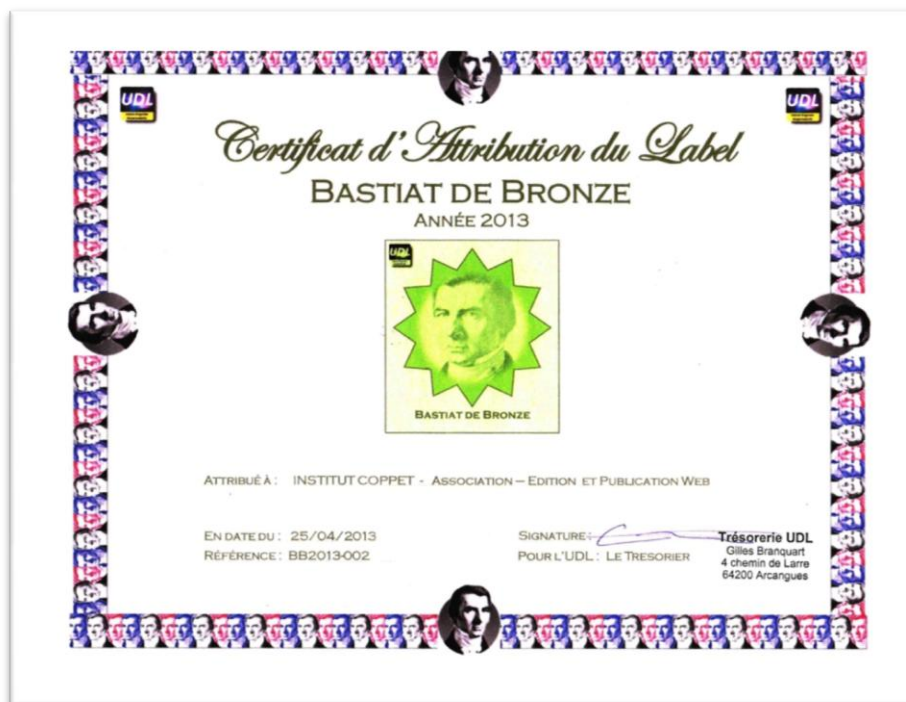 UDL
UDL
Certificat d'Attribution du Label
BASTIAT DE BRONZE
ANNÉE 2013
UDL
BASTIAT DE BRONZE
ATTRIBUÉ À : INSTITUT COPPET - ASSOCIATION – EDITION ET PUBLICATION WEB
EN DATE DU : 25/04/2013
RÉFÉRENCE : BB2013-002
SIGNATURE :
POUR L'UDL : LE TRESORIER
Trésorerie UDL
Gilles Branquart
4 chemin de Larre
64200 Arcangues